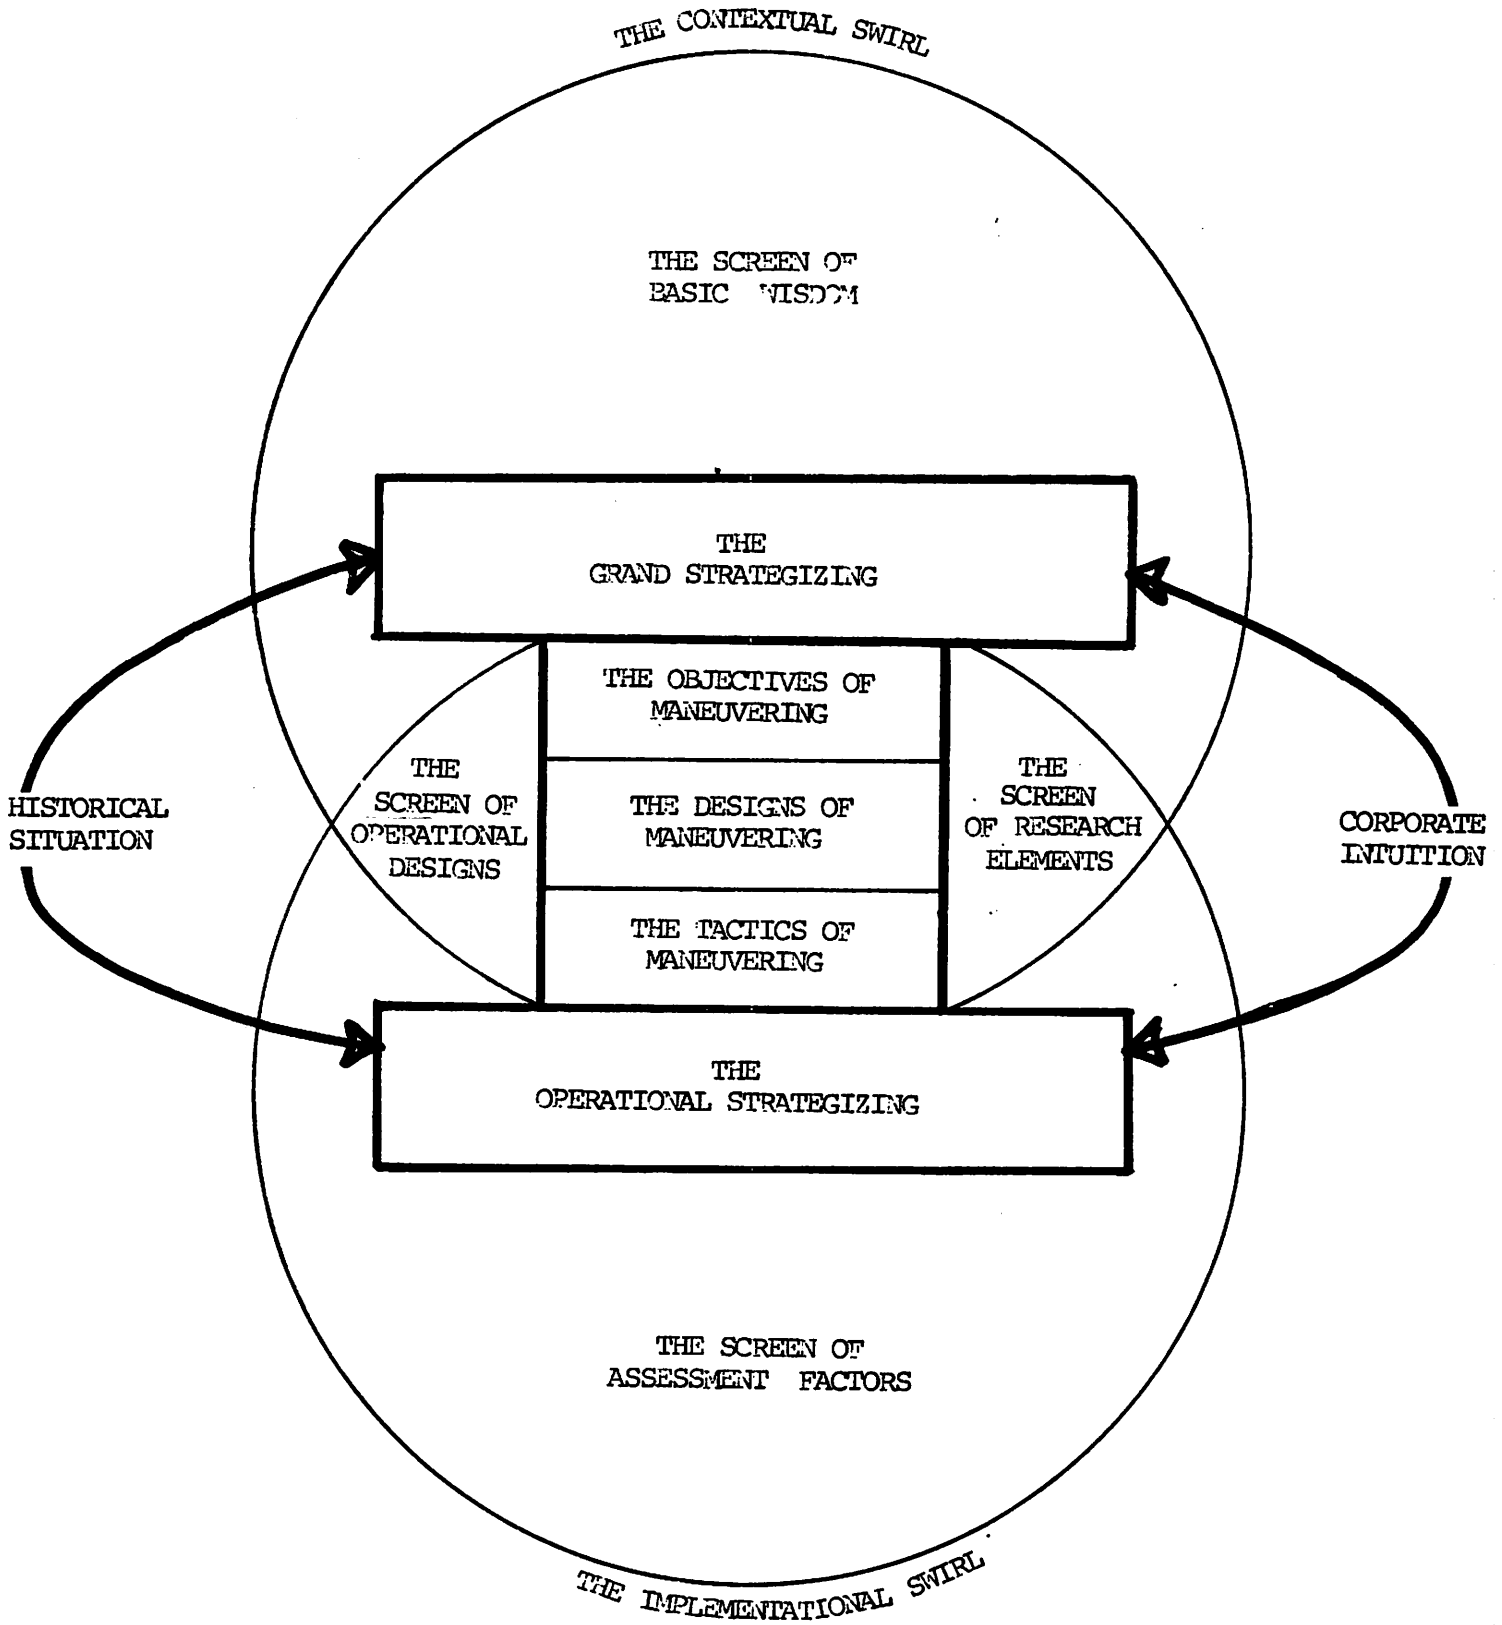 THE CONTEXTUAL SWIRL
THE SCREEN OF
BASIC WISDOM
THE
GRAND STRATEGIZING
THE OBJECTIVES OF
MANEUVERING
THE
SCREEN OF
OPERATIONAL
DESIGNS
THE DESIGNS OF
MANEUVERING
THE
SCREEN
OF RESEARCH
ELEMENTS
HISTORICAL
SITUATION
CORPORATE
INTUITION
THE TACTICS OF
MANEUVERING
THE
OPERATIONAL STRATEGIZING
THE SCREEN OF
ASSESSMENT FACTORS
THE IMPLEMENTATIONAL SWIRL